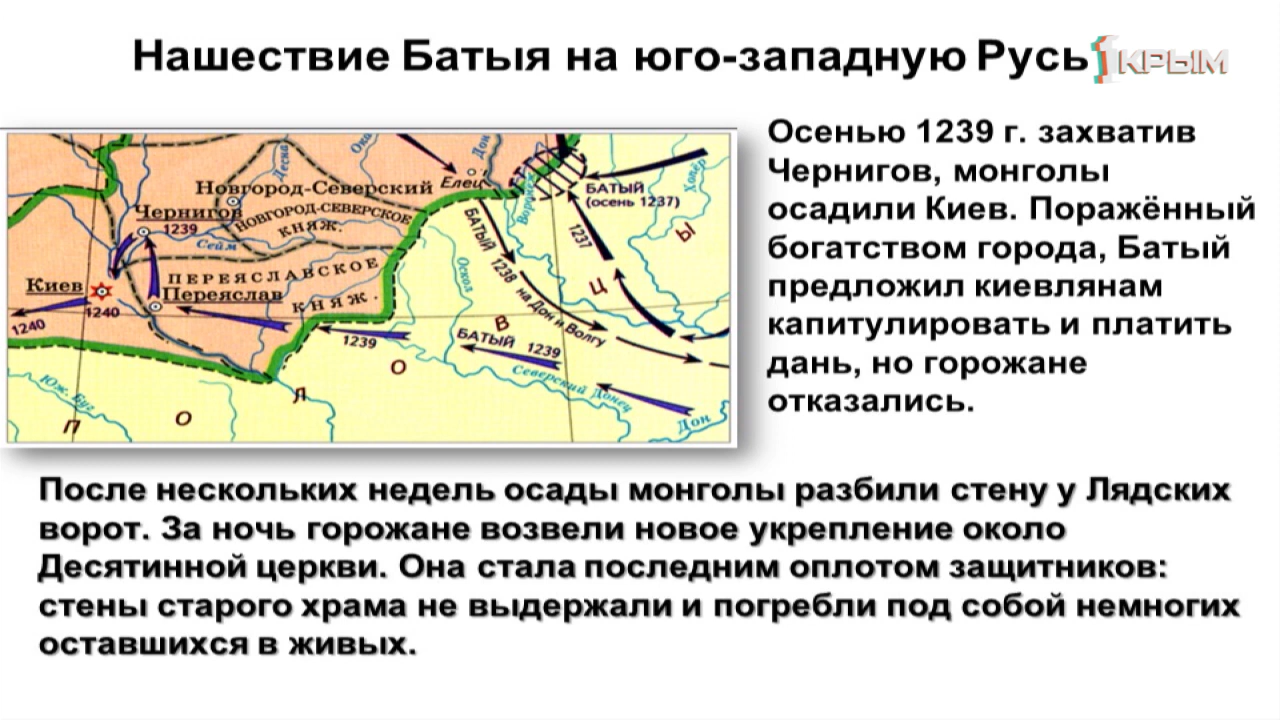 Нашествие Батыя на юго-западную Русь
1КРЫМ
Осенью 1239 г. захватив
Чернигов, монголы
осадили Киев. Поражённый
богатством города, Батый
предложил киевлянам
капитулировать и платить
дань, но горожане
отказались.
Ока
Дон
Десна
Новгород-Северский
Елец
Воронеж
Хопёр
БАТЫЙ
(осень 1237)
Чернигов
1239
НОВГОРОД-СЕВЕРСКОЕ
КНЯЖ.
Сейм
1237
БАТЫЙ 1238 на Дон и Волгу
Оскол
ПЕРЕЯСЛАВСКОЕ
КНЯЖ.
Киев
1240
Переяслав
1240
1239
БАТЫЙ 1239
Северский Донец
Дон
Юж. Буг
П О Л О В Ц Ы
После нескольких недель осады монголы разбили стену у Лядских
ворот. За ночь горожане возвели новое укрепление около
Десятинной церкви. Она стала последним оплотом защитников:
стены старого храма не выдержали и погребли под собой немногих
оставшихся в живых.